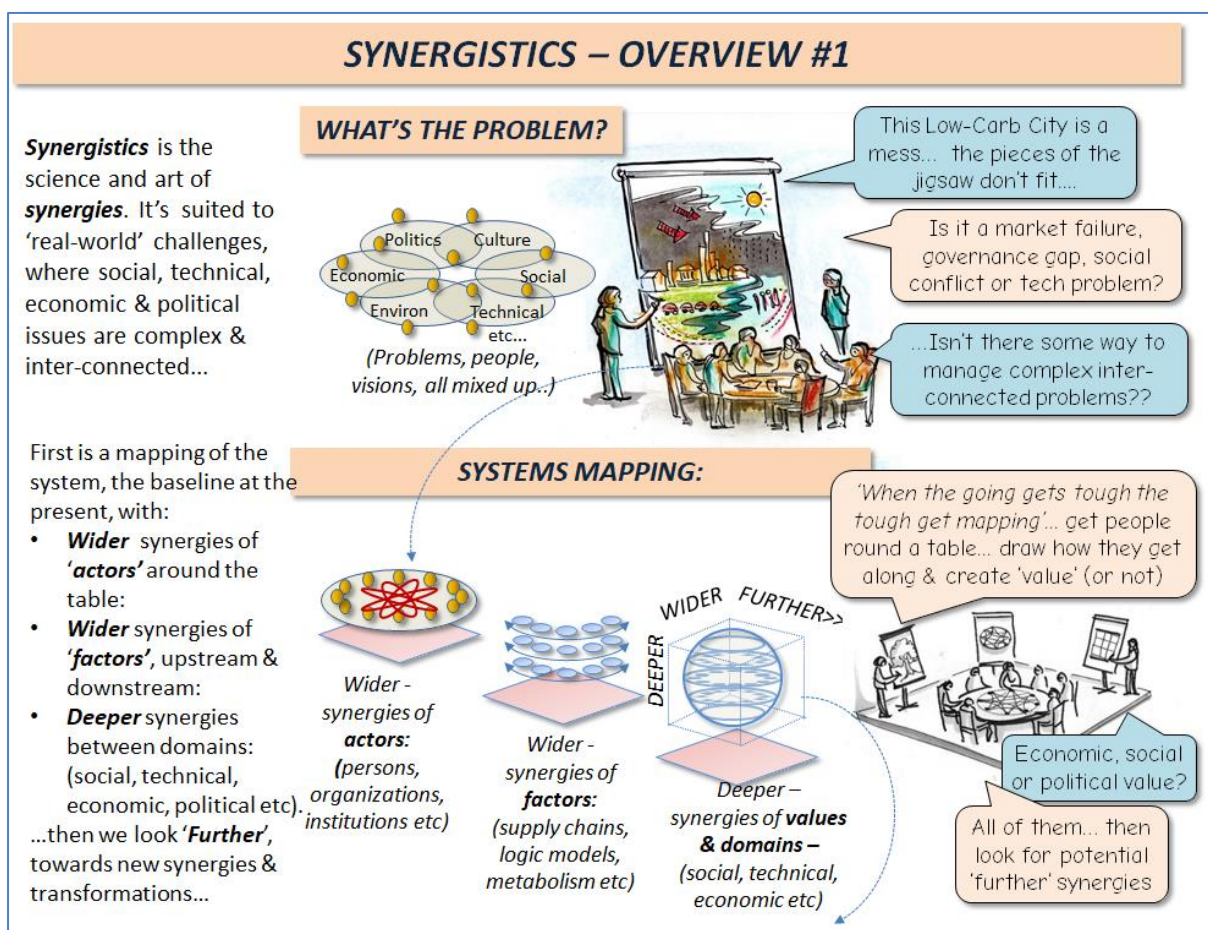 SYNERGISTICS – OVERVIEW #1
Synergistics is the
science and art of
synergies. It's suited to
'real-world' challenges,
where social, technical,
economic & political
issues are complex &
inter-connected...
WHAT'S THE PROBLEM?
Politics
Culture
Economic
Social
Environ
Technical
etc...
(Problems, people,
visions, all mixed up..)
This Low-Carb City is a
mess... the pieces of the
jigsaw don't fit....
Is it a market failure,
governance gap, social
conflict or tech problem?
...Isn't there some way to
manage complex inter-
connected problems??
First is a mapping of the
system, the baseline at the
present, with:
• Wider synergies of
'actors' around the
table:
• Wider synergies of
'factors', upstream &
downstream:
• Deeper synergies
between domains:
(social, technical,
economic, political etc).
...then we look 'Further',
towards new synergies &
transformations...
SYSTEMS MAPPING:
Wider -
synergies of
actors:
(persons,
organizations,
institutions etc)
Wider -
synergies of
factors:
(supply chains,
logic models,
metabolism etc)
WIDER
FURTHER>>
DEEPER
Deeper –
synergies of values
& domains –
(social, technical,
economic etc)
'When the going gets tough the
tough get mapping'... get people
round a table... draw how they get
along & create 'value' (or not)
Economic, social
or political value?
All of them... then
look for potential
'further' synergies